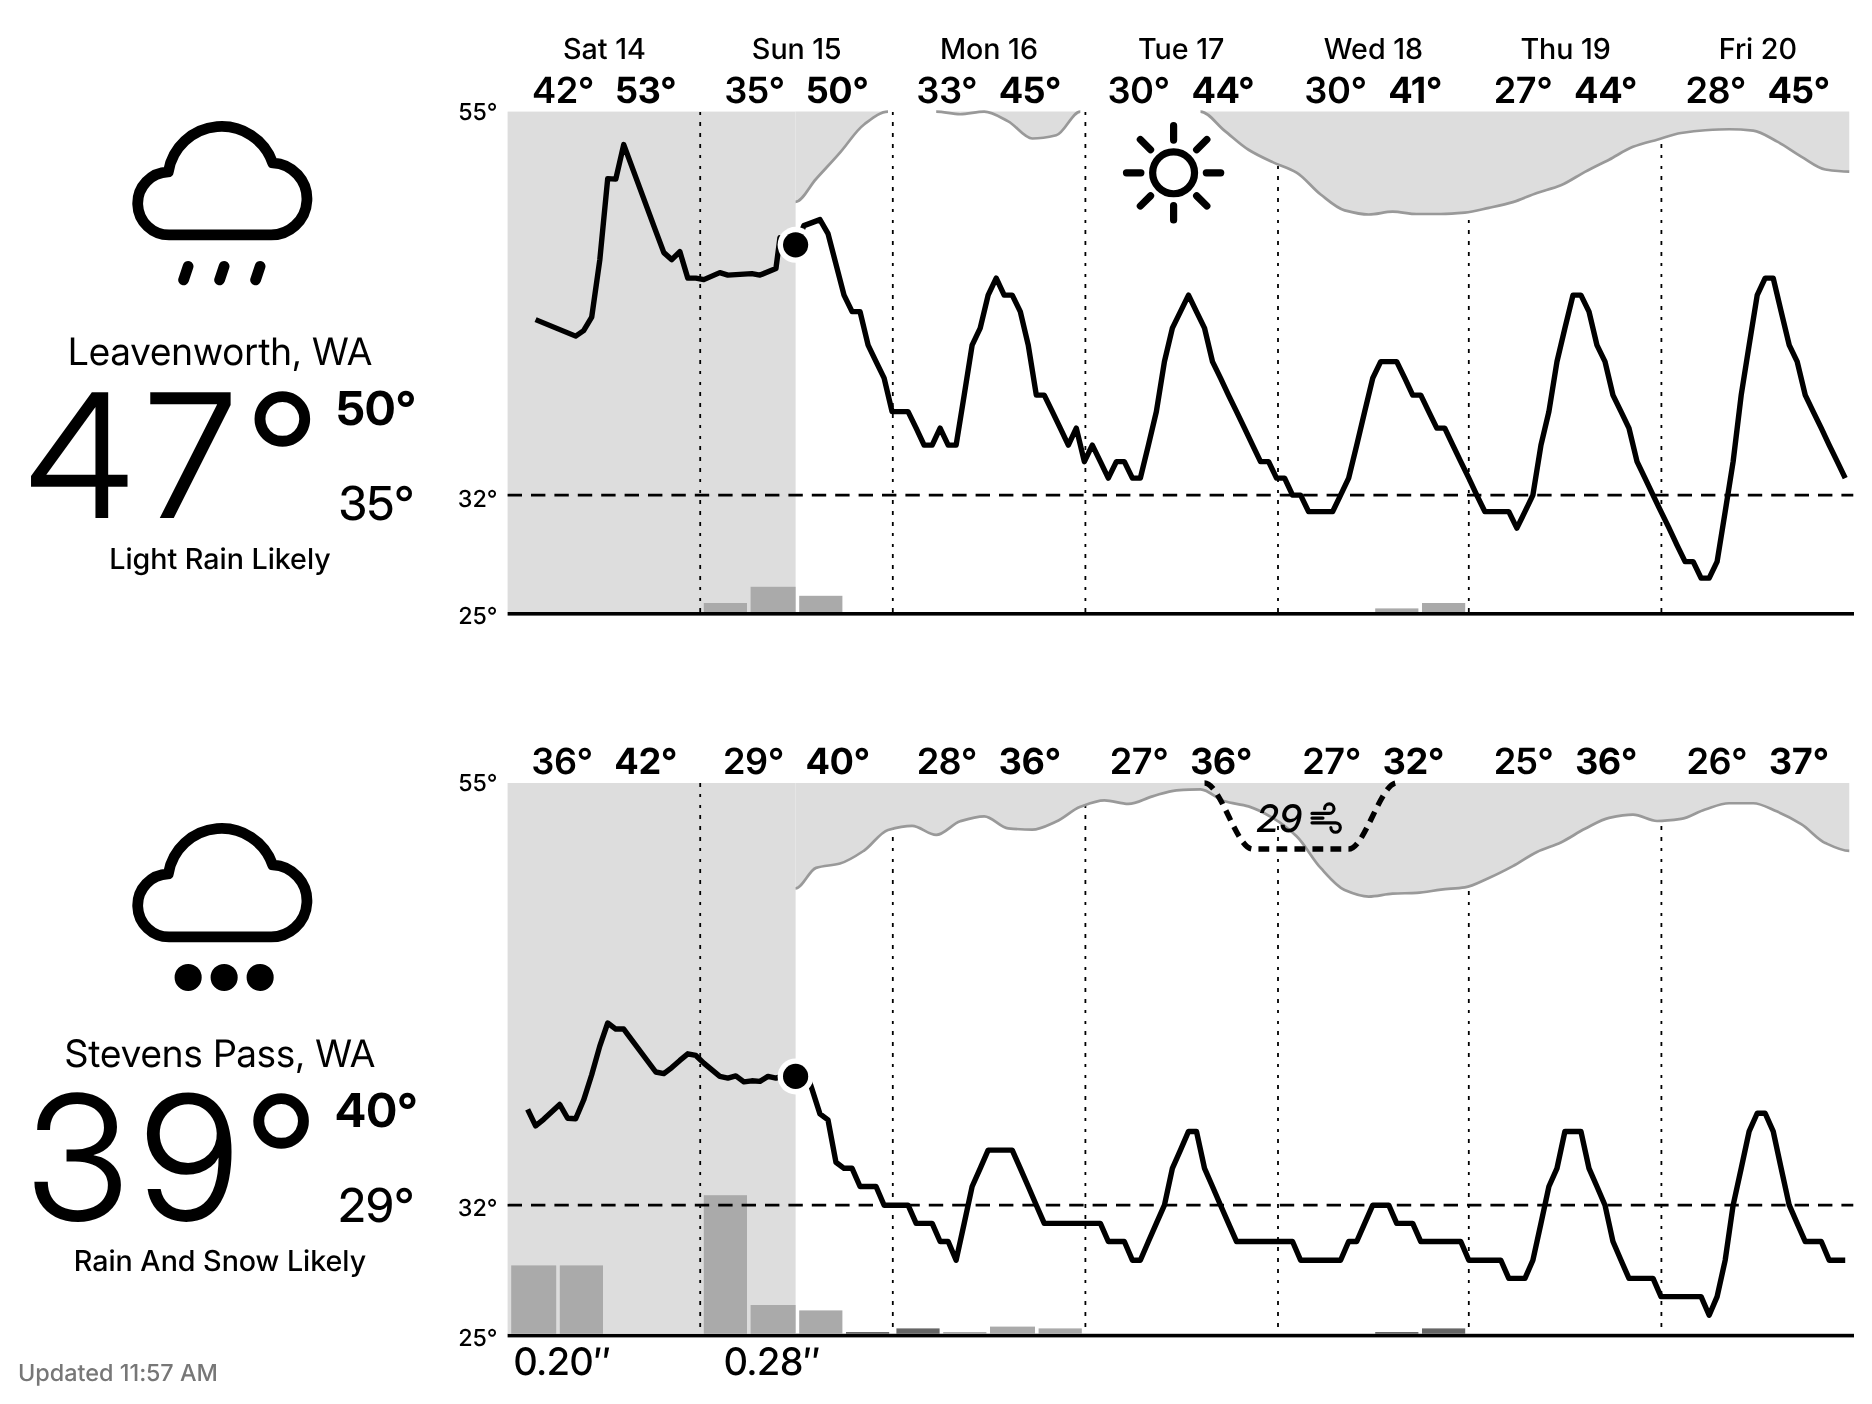 Sat 14 Sun 15 Mon 16 Tue 17 Wed 18 Thu 19 Fri 20
42° 53° 35° 50° 33° 45° 30° 44° 30° 41° 27° 44° 28° 45°
55°
Leavenworth, WA
47° 50°
35°
Light Rain Likely
32°
25°
36° 42° 29° 40° 28° 36° 27° 36° 27° 32° 25° 36° 26° 37°
55°
29
Stevens Pass, WA
39° 40°
29°
Rain And Snow Likely
32°
25°
0.20″ 0.28″
Updated 11:57 AM